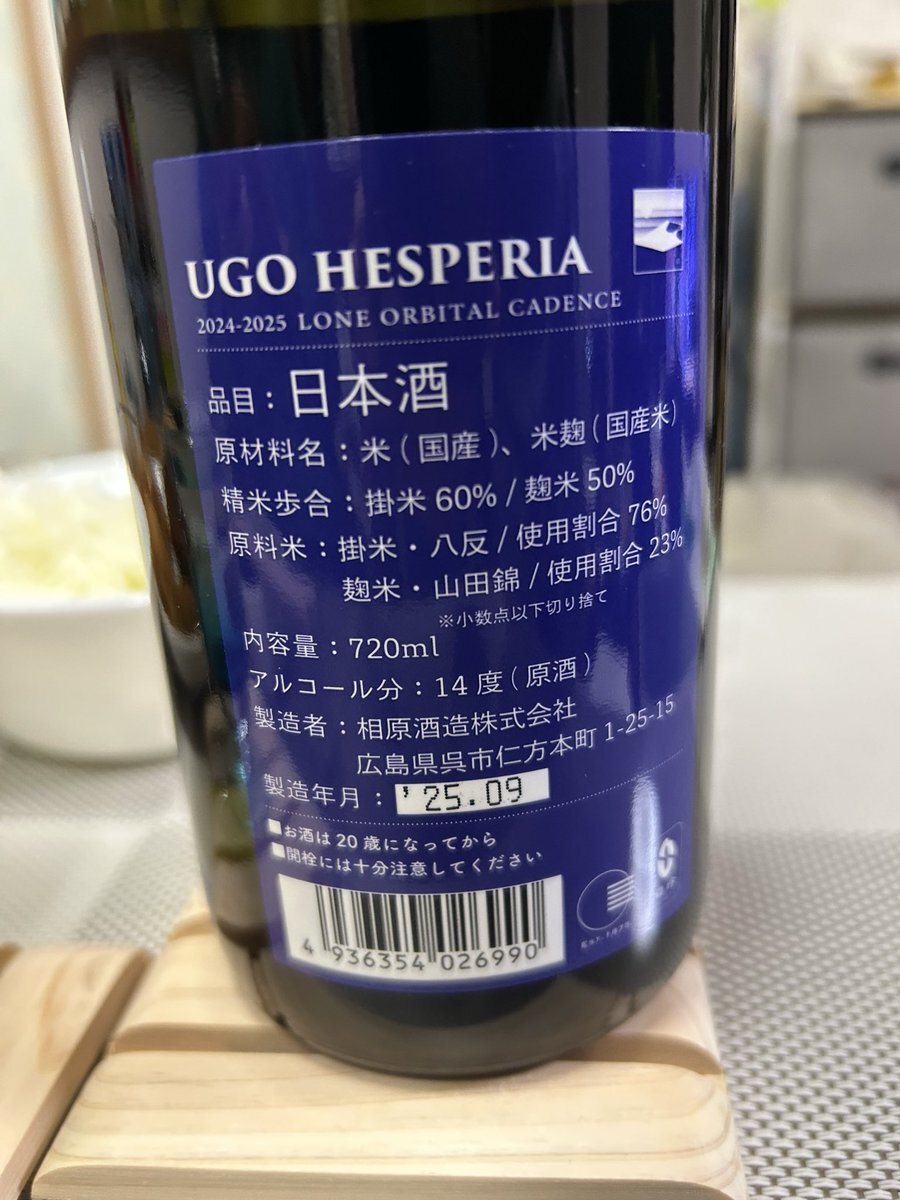 UGO HESPERIA
2024-2025 LONE ORBITAL CADENCE
品目：日本酒
原材料名：米（国産）、米麹（国産米）
精米歩合：掛米 60% / 麹米 50%
原料米：掛米・八反 / 使用割合 76%
麹米・山田錦 / 使用割合 23%
※小数点以下切り捨て
内容量：720ml
アルコール分：14 度（原酒）
製造者：相原酒造株式会社
広島県呉市仁方本町 1-25-15
製造年月：'25.09
■お酒は20歳になってから
■開栓には十分注意してください
4 936354 026990